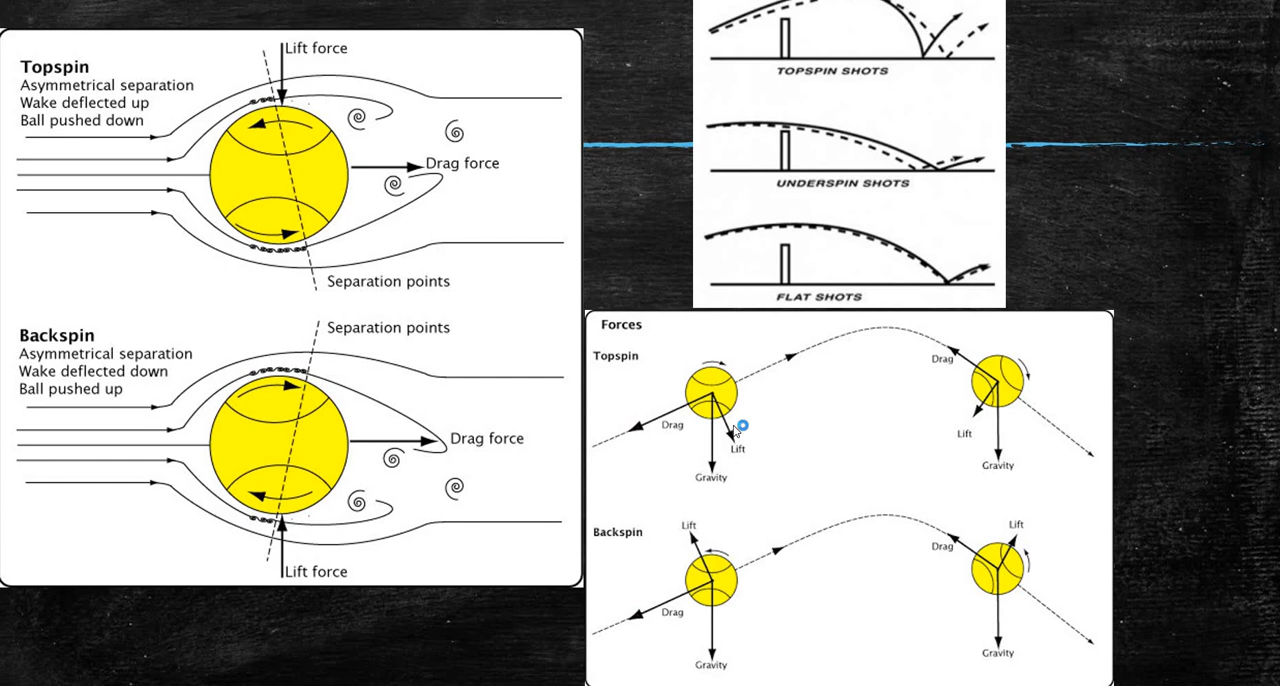 Topspin
Asymmetrical separation
Wake deflected up
Ball pushed down
Lift force
Drag force
Separation points
Backspin
Asymmetrical separation
Wake deflected down
Ball pushed up
Separation points
Drag force
Lift force
TOPSPIN SHOTS
UNDERSPIN SHOTS
FLAT SHOTS
Forces
Topspin
Drag
Lift
Gravity
Drag
Lift
Gravity
Backspin
Lift
Drag
Gravity
Lift
Drag
Gravity